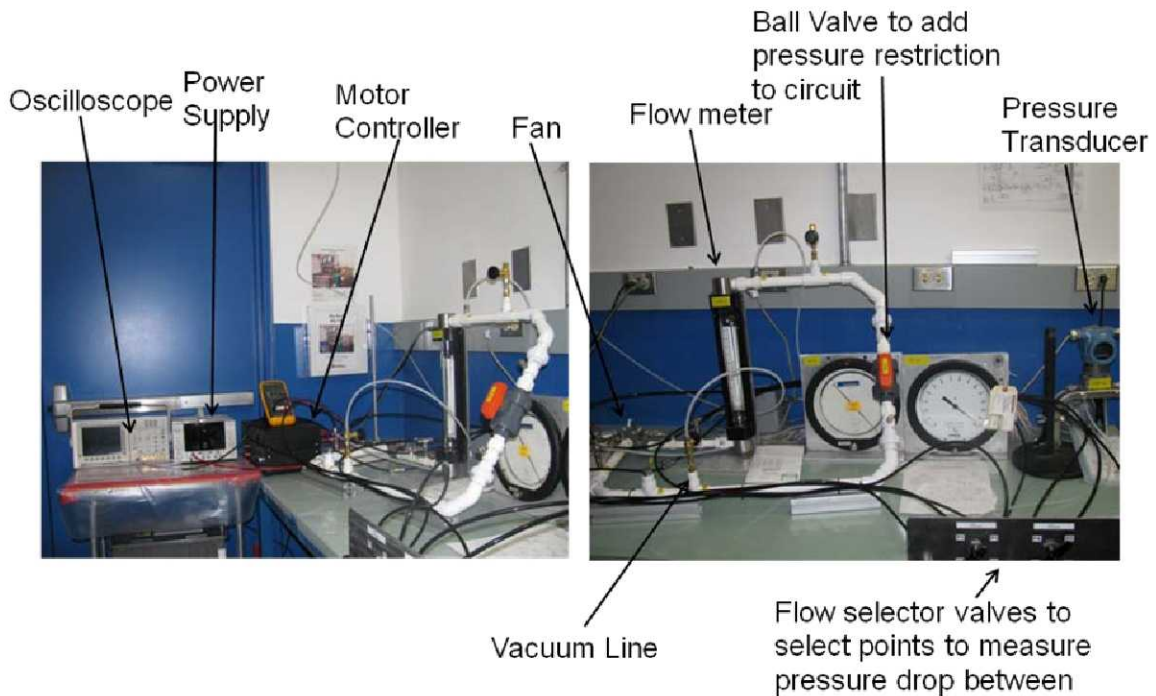 Oscilloscope
Power
Supply
Motor
Controller
Fan
Flow meter
Ball Valve to add
pressure restriction
to circuit
Pressure
Transducer
Vacuum Line
Flow selector valves to
select points to measure
pressure drop between